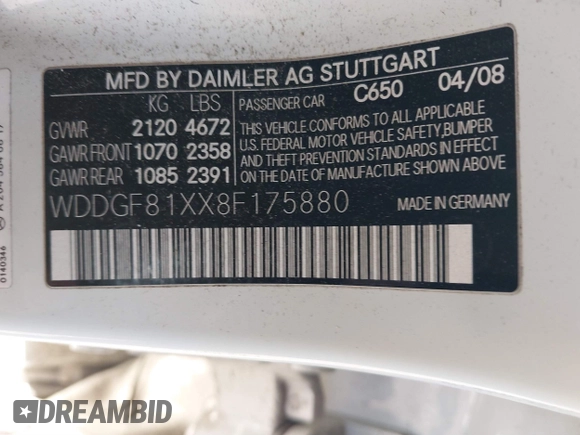 MFD BY DAIMLER AG STUTTGART
KG LBS
PASSENGER CAR C650 04/08
GVWR 2120 4672
GAWR FRONT 1070 2358
GAWR REAR 1085 2391
THIS VEHICLE CONFORMS TO ALL APPLICABLE
U.S. FEDERAL MOTOR VEHICLE SAFETY, BUMPER
AND THEFT PREVENTION STANDARDS IN EFFECT
ON THE DATE OF MANUFACTURE SHOWN ABOVE.
WDDGF81XX8F175880
MADE IN GERMANY
0140346
DREAMBID